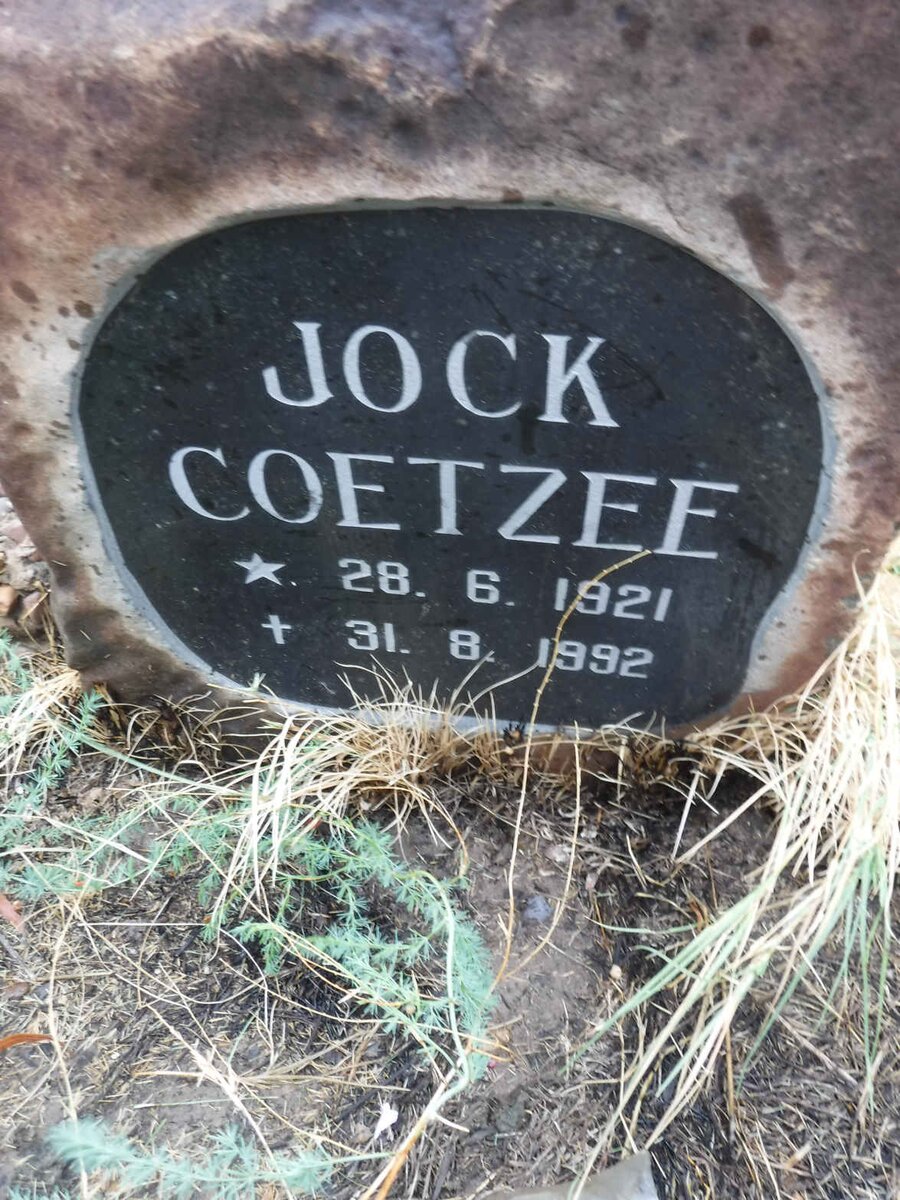 JOCK
COETZEE
★ 28. 6. 1921
✝ 31. 8. 1992